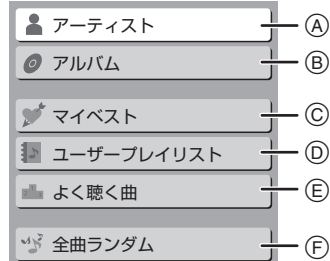 アーティスト Ⓐ
アルバム Ⓑ
マイベスト Ⓒ
ユーザープレイリスト Ⓓ
よく聴く曲 Ⓔ
全曲ランダム Ⓕ